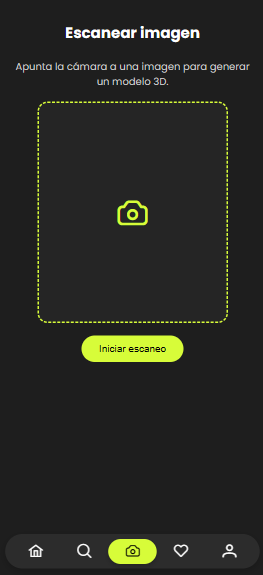 Escanear imagen
Apunta la cámara a una imagen para generar
un modelo 3D.
Iniciar escaneo